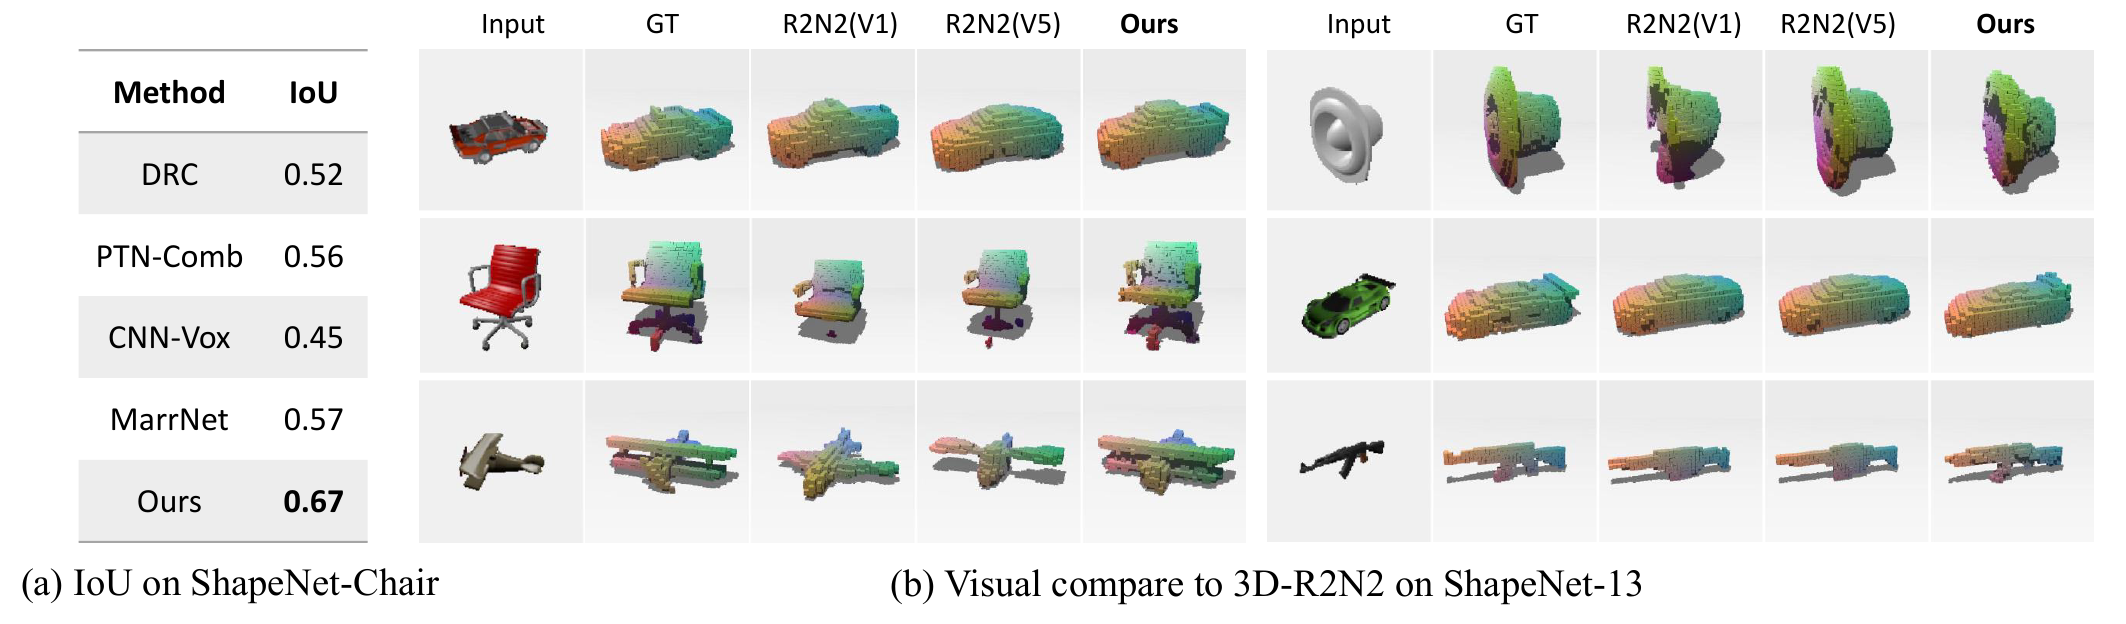 Method IoU
DRC 0.52
PTN-Comb 0.56
CNN-Vox 0.45
MarrNet 0.57
Ours 0.67
(a) IoU on ShapeNet-Chair
Input GT R2N2(V1) R2N2(V5) Ours Input GT R2N2(V1) R2N2(V5) Ours
(b) Visual compare to 3D-R2N2 on ShapeNet-13